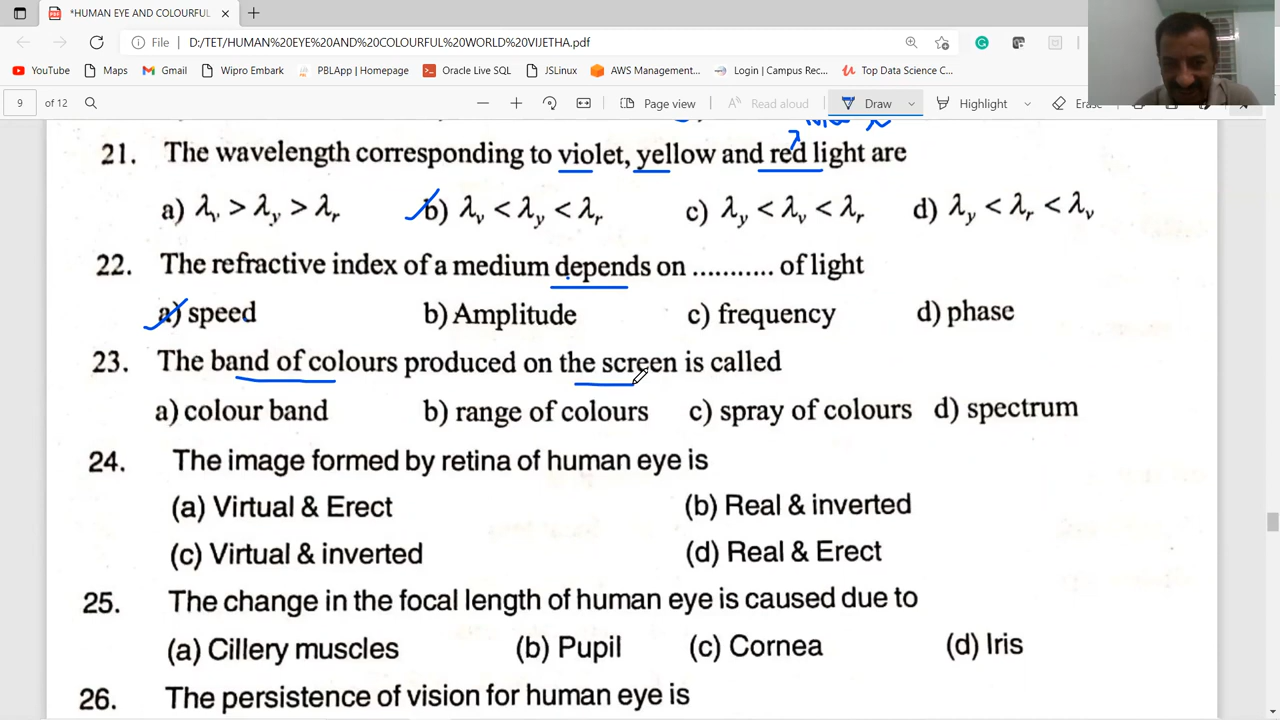 *HUMAN EYE AND COLOURFUL
File D:/TET/HUMAN%20EYE%20AND%20COLOURFUL%20WORLD%20/IJETHA.pdf
YouTube Maps Gmail Wipro Embark PBLApp | Homepage Oracle Live SQL JSLinux AWS Management... Login | Campus Rec... Top Data Science C...
9 of 12 Page view Read aloud Draw Highlight Erase
21. The wavelength corresponding to violet, yellow and red light are
a) λv > λy > λr b) λv < λy < λr c) λy < λv < λr d) λy < λr < λv
22. The refractive index of a medium depends on ........... of light
a) speed b) Amplitude c) frequency d) phase
23. The band of colours produced on the screen is called
a) colour band b) range of colours c) spray of colours d) spectrum
24. The image formed by retina of human eye is
(a) Virtual & Erect (b) Real & inverted
(c) Virtual & inverted (d) Real & Erect
25. The change in the focal length of human eye is caused due to
(a) Cillery muscles (b) Pupil (c) Cornea (d) Iris
26. The persistence of vision for human eye is